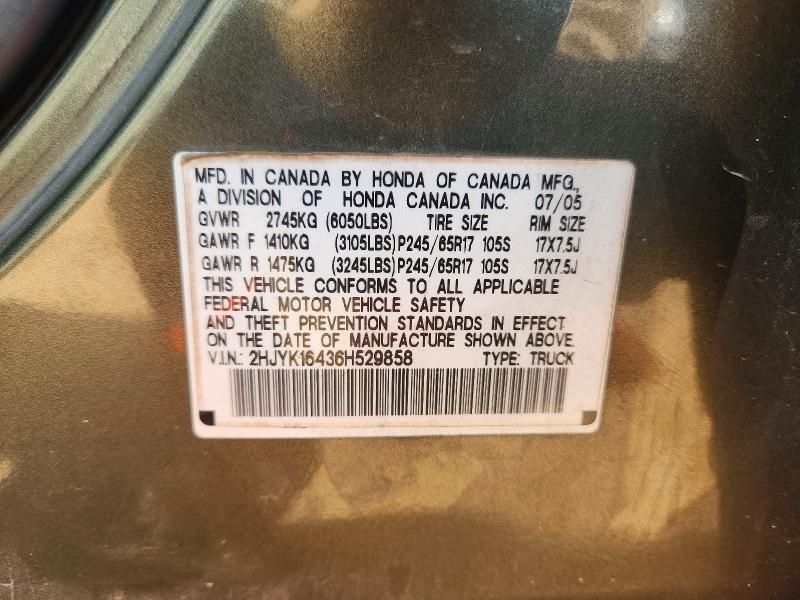 MFD. IN CANADA BY HONDA OF CANADA MFG.,
A DIVISION OF HONDA CANADA INC. 07/05
GVWR 2745KG (6050LBS) TIRE SIZE RIM SIZE
GAWR F 1410KG (3105LBS) P245/65R17 105S 17X7.5J
GAWR R 1475KG (3245LBS) P245/65R17 105S 17X7.5J
THIS VEHICLE CONFORMS TO ALL APPLICABLE
FEDERAL MOTOR VEHICLE SAFETY
AND THEFT PREVENTION STANDARDS IN EFFECT
ON THE DATE OF MANUFACTURE SHOWN ABOVE.
V.I.N.: 2HJYK16436H529858 TYPE: TRUCK